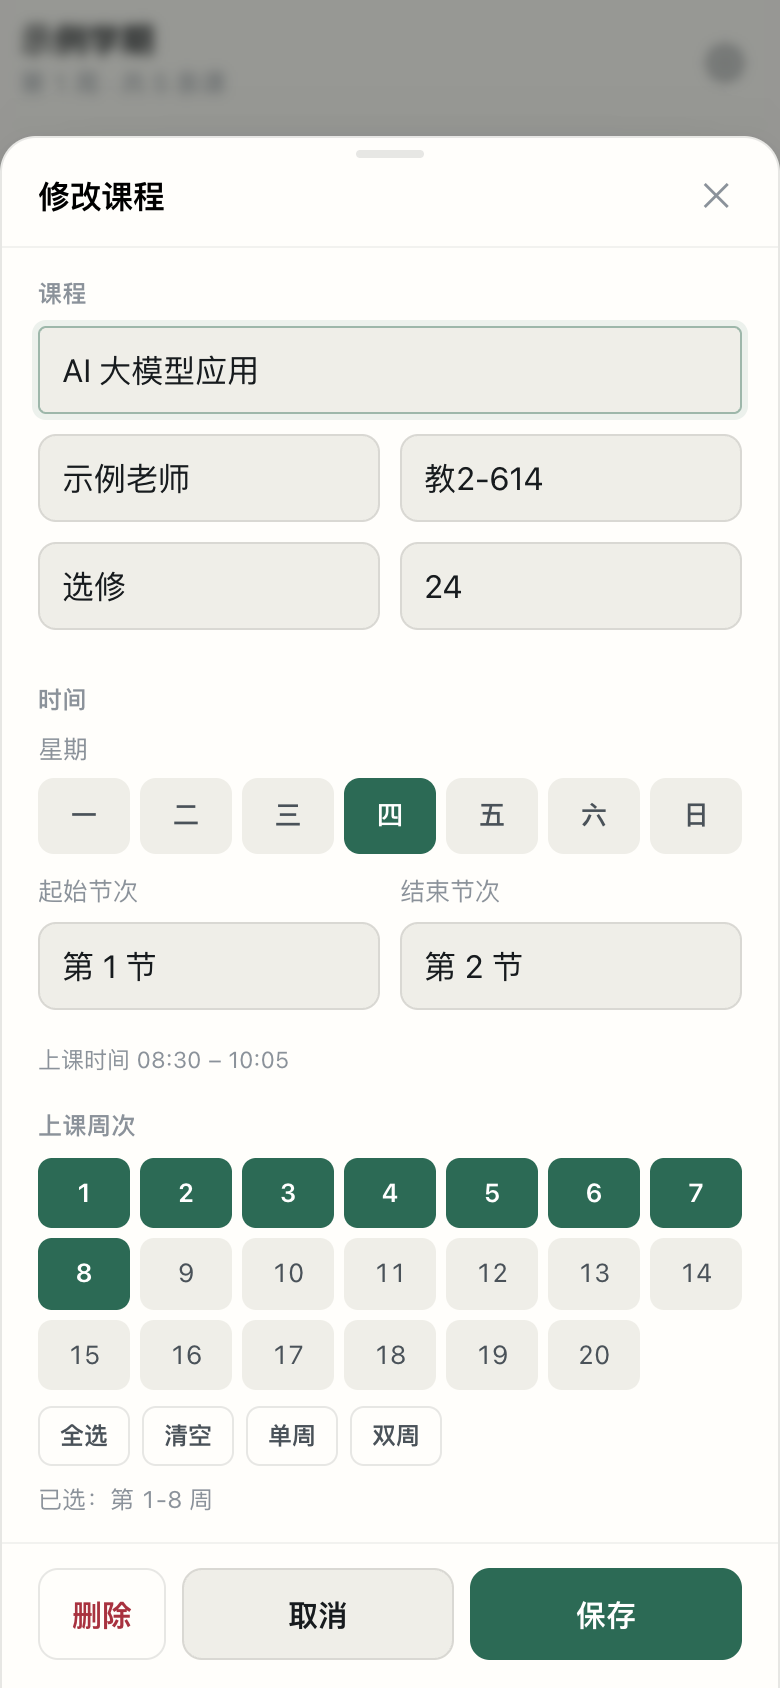 示例学期
修改课程
课程
AI 大模型应用
示例老师
教2-614
选修
24
时间
星期
一 二 三 四 五 六 日
起始节次 结束节次
第 1 节 第 2 节
上课时间 08:30 – 10:05
上课周次
1 2 3 4 5 6 7
8 9 10 11 12 13 14
15 16 17 18 19 20
全选 清空 单周 双周
已选：第 1-8 周
删除 取消 保存